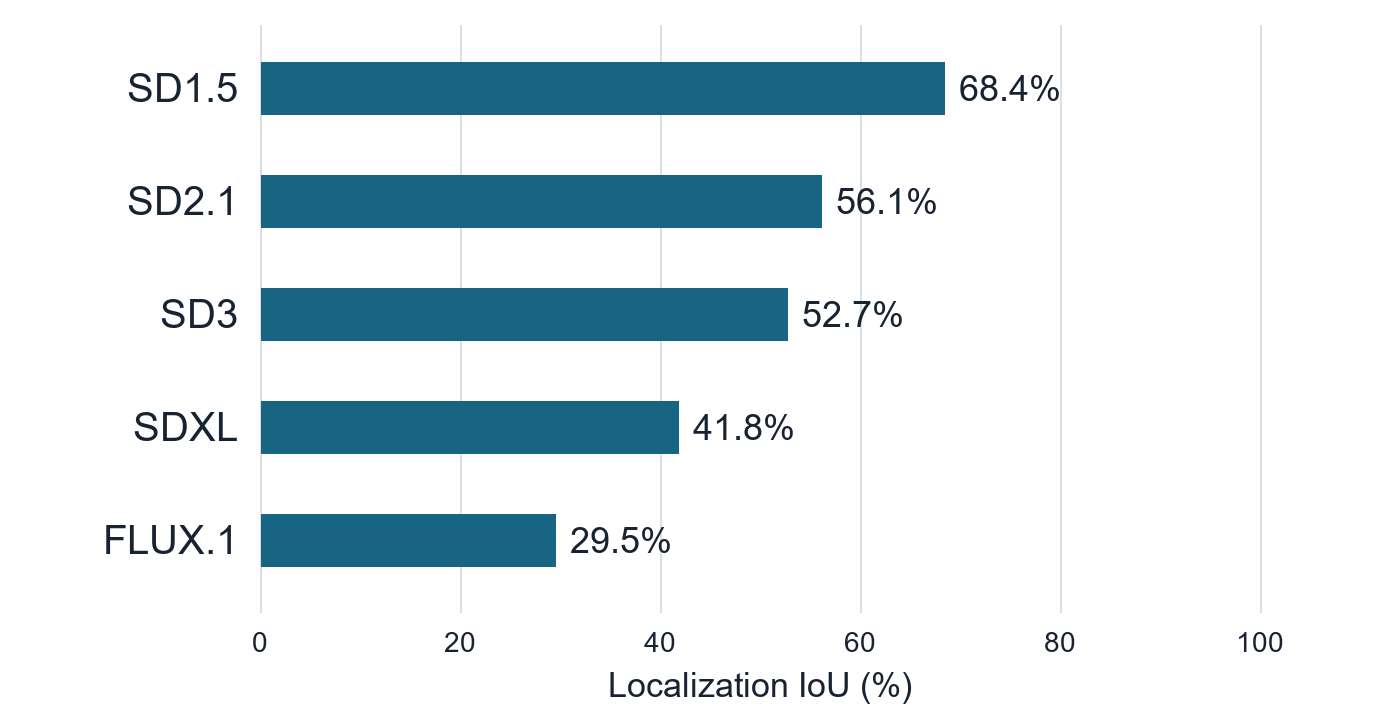 SD1.5 68.4%
SD2.1 56.1%
SD3 52.7%
SDXL 41.8%
FLUX.1 29.5%
0 20 40 60 80 100
Localization IoU (%)